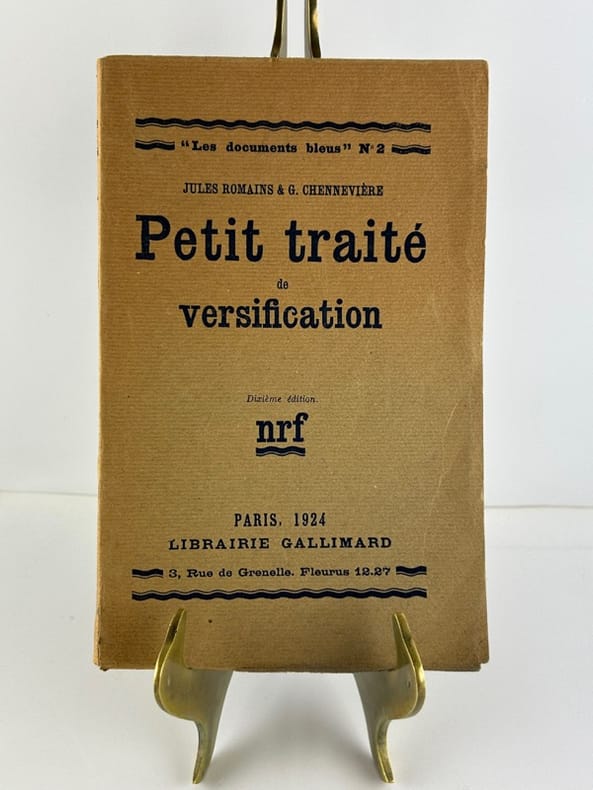 "Les documents bleus" N° 2
JULES ROMAINS & G. CHENNEVIÈRE
Petit traité
de
versification
Dixième édition.
nrf
PARIS, 1924
LIBRAIRIE GALLIMARD
3, Rue de Grenelle. Fleurus 12.27